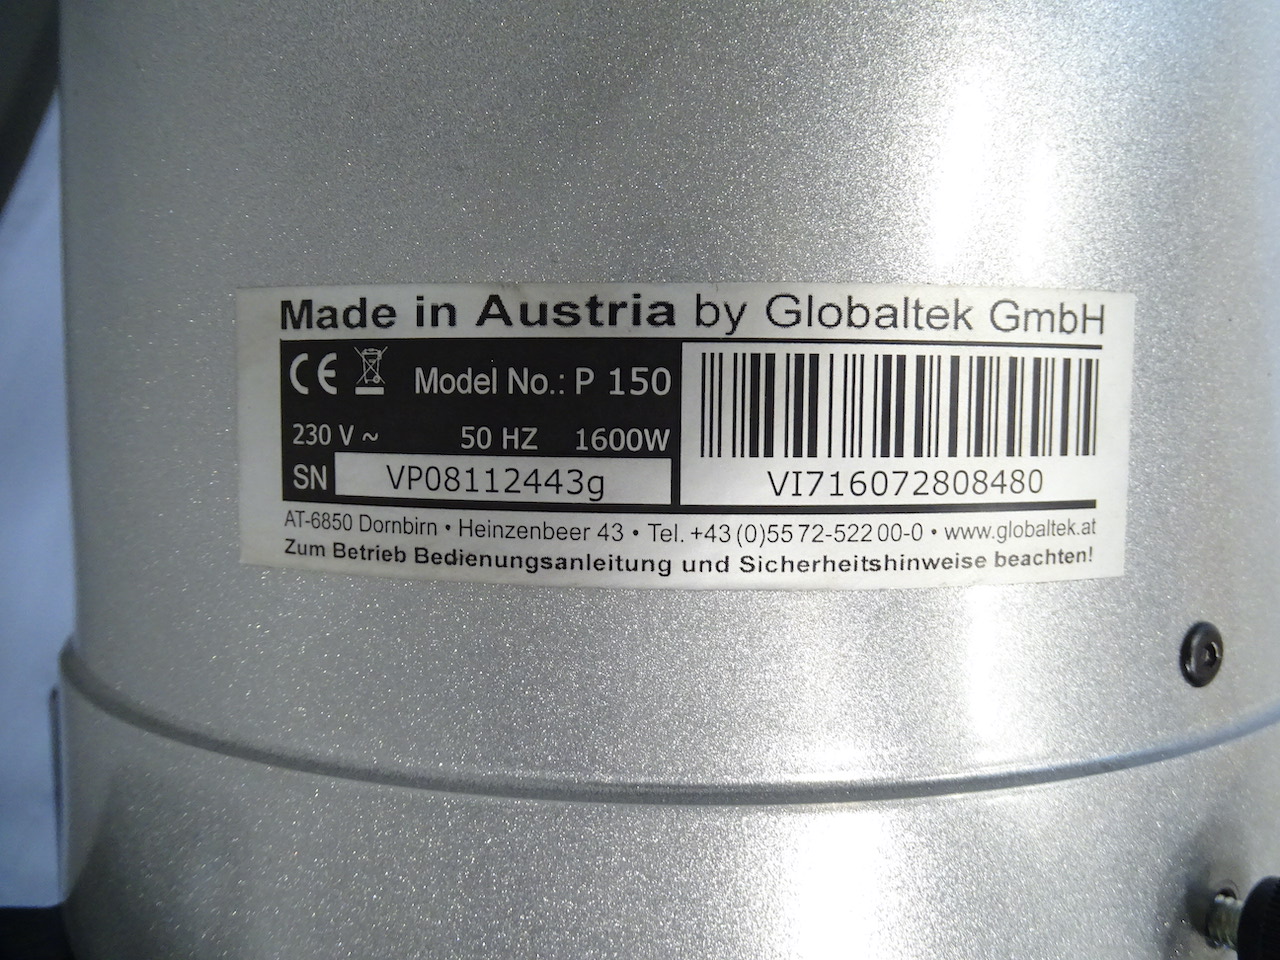 Made in Austria by Globaltek GmbH
CE Model No.: P 150
230 V ~ 50 HZ 1600W
SN VP08112443g
VI716072808480
AT-6850 Dornbirn • Heinzenbeer 43 • Tel. +43 (0)55 72-522 00-0 • www.globaltek.at
Zum Betrieb Bedienungsanleitung und Sicherheitshinweise beachten!